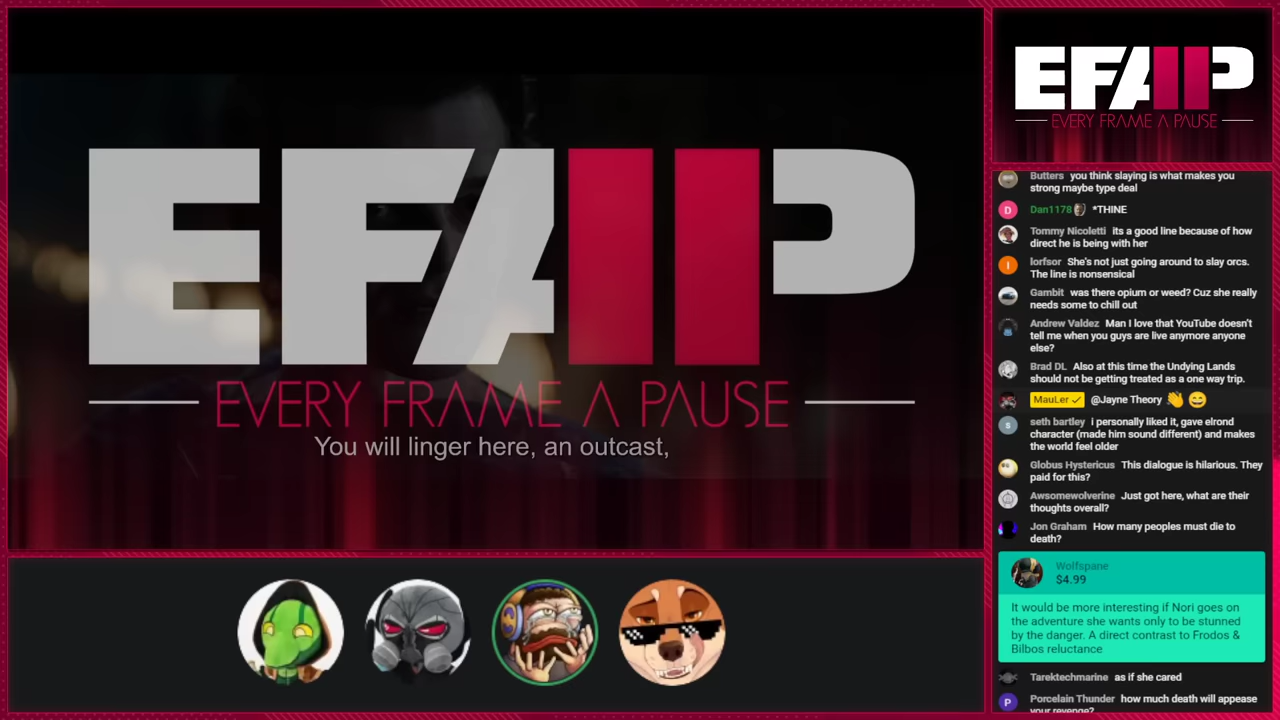 EFAP
EVERY FRAME A PAUSE
You will linger here, an outcast,
EFAP
EVERY FRAME A PAUSE
Butters you think slaying is what makes you
strong maybe type deal
D Dan1178 *THINE
Tommy Nicoletti its a good line because of how
direct he is being with her
l lorfsor She's not just going around to slay orcs.
The line is nonsensical
Gambit was there opium or weed? Cuz she really
needs some to chill out
Andrew Valdez Man I love that YouTube doesn't
tell me when you guys are live anymore anyone
else?
Brad DL Also at this time the Undying Lands
should not be getting treated as a one way trip.
MauLer ✓ @Jayne Theory 👋 😄
s seth bartley I personally liked it, gave elrond
character (made him sound different) and makes
the world feel older
Globus Hystericus This dialogue is hilarious. They
paid for this?
Awsomewolverine Just got here, what are their
thoughts overall?
Jon Graham How many peoples must die to
death?
Wolfspane
$4.99
It would be more interesting if Nori goes on
the adventure she wants only to be stunned
by the danger. A direct contrast to Frodos &
Bilbos reluctance
Tarektechmarine as if she cared
P Porcelain Thunder how much death will appease
your revenge?